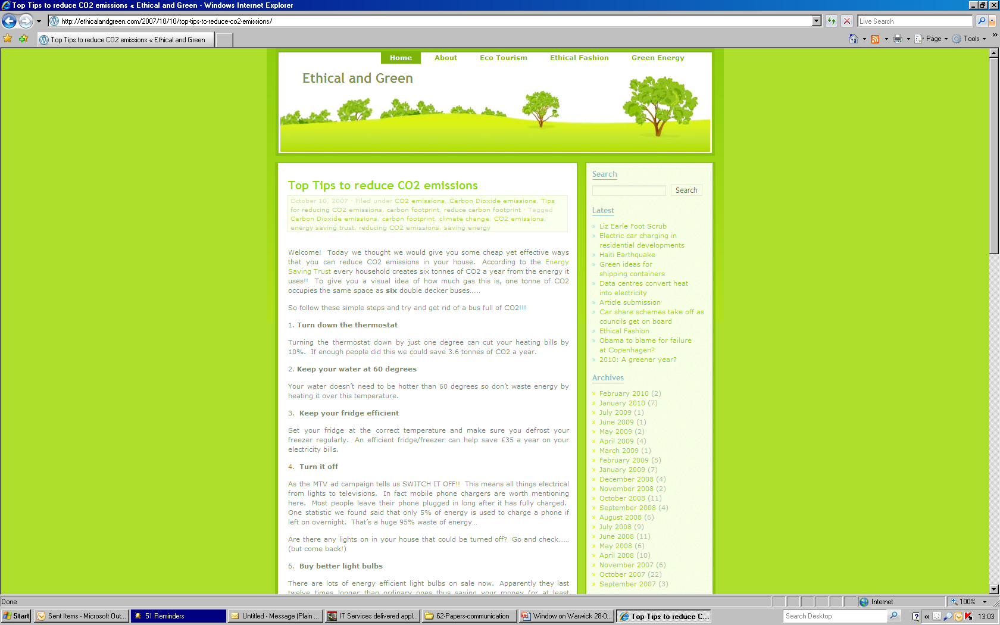 Top Tips to reduce CO2 emissions « Ethical and Green - Windows Internet Explorer
http://ethicalandgreen.com/2007/10/10/top-tips-to-reduce-co2-emissions/
Live Search
Top Tips to reduce CO2 emissions « Ethical and Green
Page
Tools
Home About Eco Tourism Ethical Fashion Green Energy
Ethical and Green
Top Tips to reduce CO2 emissions
October 10, 2007 · Filed under CO2 emissions, Carbon Dioxide emissions, Tips
for reducing CO2 emissions, carbon footprint, reduce carbon footprint · Tagged
Carbon Dioxide emissions, carbon footprint, climate change, CO2 emissions,
energy saving trust, reducing CO2 emissions, saving energy
Welcome! Today we thought we would give you some cheap yet effective ways
that you can reduce CO2 emissions in your house. According to the Energy
Saving Trust every household creates six tonnes of CO2 a year from the energy it
uses!! To give you a visual idea of how much gas this is, one tonne of CO2
occupies the same space as six double decker buses......
So follow these simple steps and try and get rid of a bus full of CO2!!!
1. Turn down the thermostat
Turning the thermostat down by just one degree can cut your heating bills by
10%. If enough people did this we could save 3.6 tonnes of CO2 a year.
2. Keep your water at 60 degrees
Your water doesn't need to be hotter than 60 degrees so don't waste energy by
heating it over this temperature.
3. Keep your fridge efficient
Set your fridge at the correct temperature and make sure you defrost your
freezer regularly. An efficient fridge/freezer can help save £35 a year on your
electricity bills.
4. Turn it off
As the MTV ad campaign tells us SWITCH IT OFF!! This means all things electrical
from lights to televisions. In fact mobile phone chargers are worth mentioning
here. Most people leave their phone plugged in long after it has fully charged.
One statistic we found said that only 5% of energy is used to charge a phone if
left on overnight. That's a huge 95% waste of energy...
Are there any lights on in your house that could be turned off? Go and check......
(but come back!)
6. Buy better light bulbs
There are lots of energy efficient light bulbs on sale now. Apparently they last
twelve times longer than ordinary ones thus saving your money (or at least
Search
Search
Latest
» Liz Earle Foot Scrub
» Electric car charging in
residential developments
» Haiti Earthquake
» Green ideas for
shipping containers
» Data centres convert heat
into electricity
» Article submission
» Car share schemes take off as
councils get on board
» Ethical Fashion
» Obama to blame for failure
at Copenhagen?
» 2010: A greener year?
Archives
» February 2010 (2)
» January 2010 (7)
» July 2009 (1)
» June 2009 (1)
» May 2009 (2)
» April 2009 (4)
» March 2009 (1)
» February 2009 (5)
» January 2009 (7)
» December 2008 (4)
» November 2008 (2)
» October 2008 (11)
» September 2008 (4)
» August 2008 (6)
» July 2008 (9)
» June 2008 (11)
» May 2008 (6)
» April 2008 (10)
» November 2007 (6)
» October 2007 (22)
» September 2007 (3)
Done
Internet
100%
Start
Sent Items - Microsoft Out...
51 Reminders
Untitled - Message (Plain ...
IT Services delivered appl...
62-Papers-communication
Window on Warwick 28-0...
Top Tips to reduce C...
Search Desktop
13:03